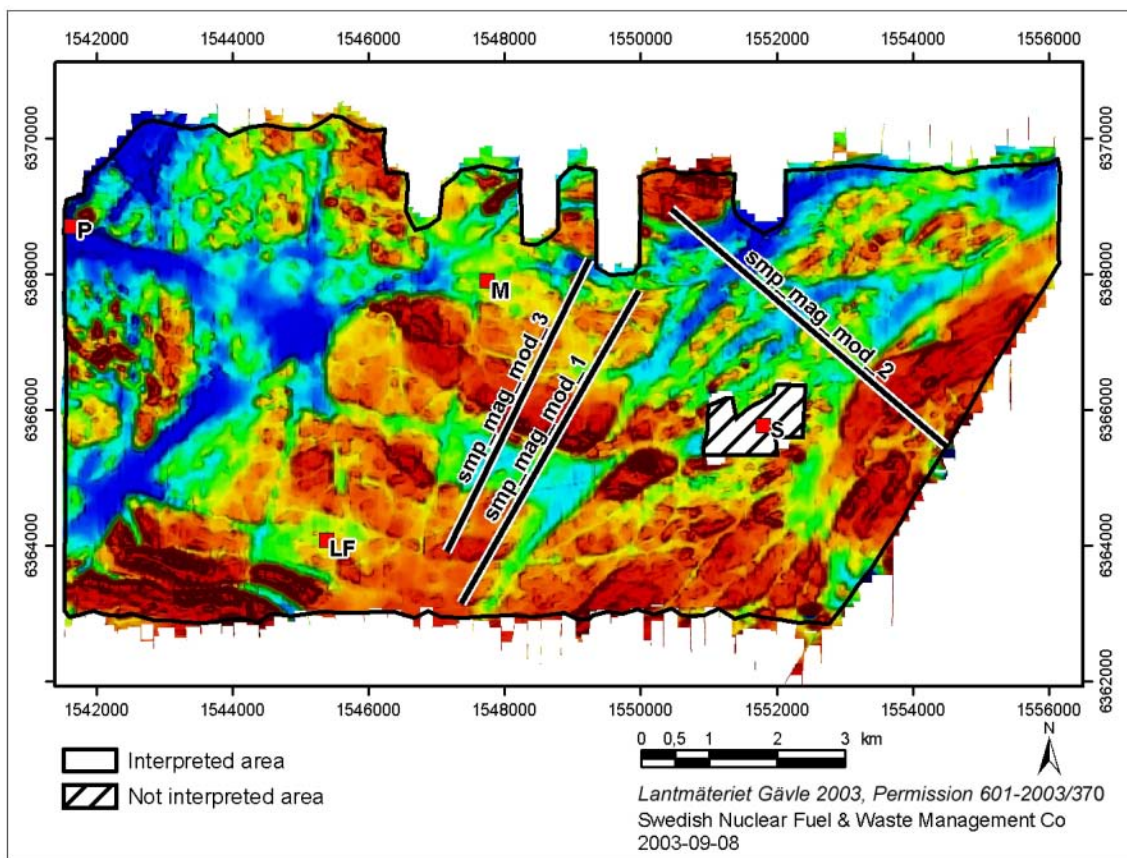 1542000 1544000 1546000 1548000 1550000 1552000 1554000 1556000
6370000 6370000
P
6368000 6368000
M
smp_mag_mod_3
smp_mag_mod_1
smp_mag_mod_2
6366000 6366000
S
6364000 6364000
LF
6362000
1542000 1544000 1546000 1548000 1550000 1552000 1554000 1556000
Interpreted area
Not interpreted area
0 0,5 1 2 3 km
N
Lantmäteriet Gävle 2003, Permission 601-2003/370
Swedish Nuclear Fuel & Waste Management Co
2003-09-08